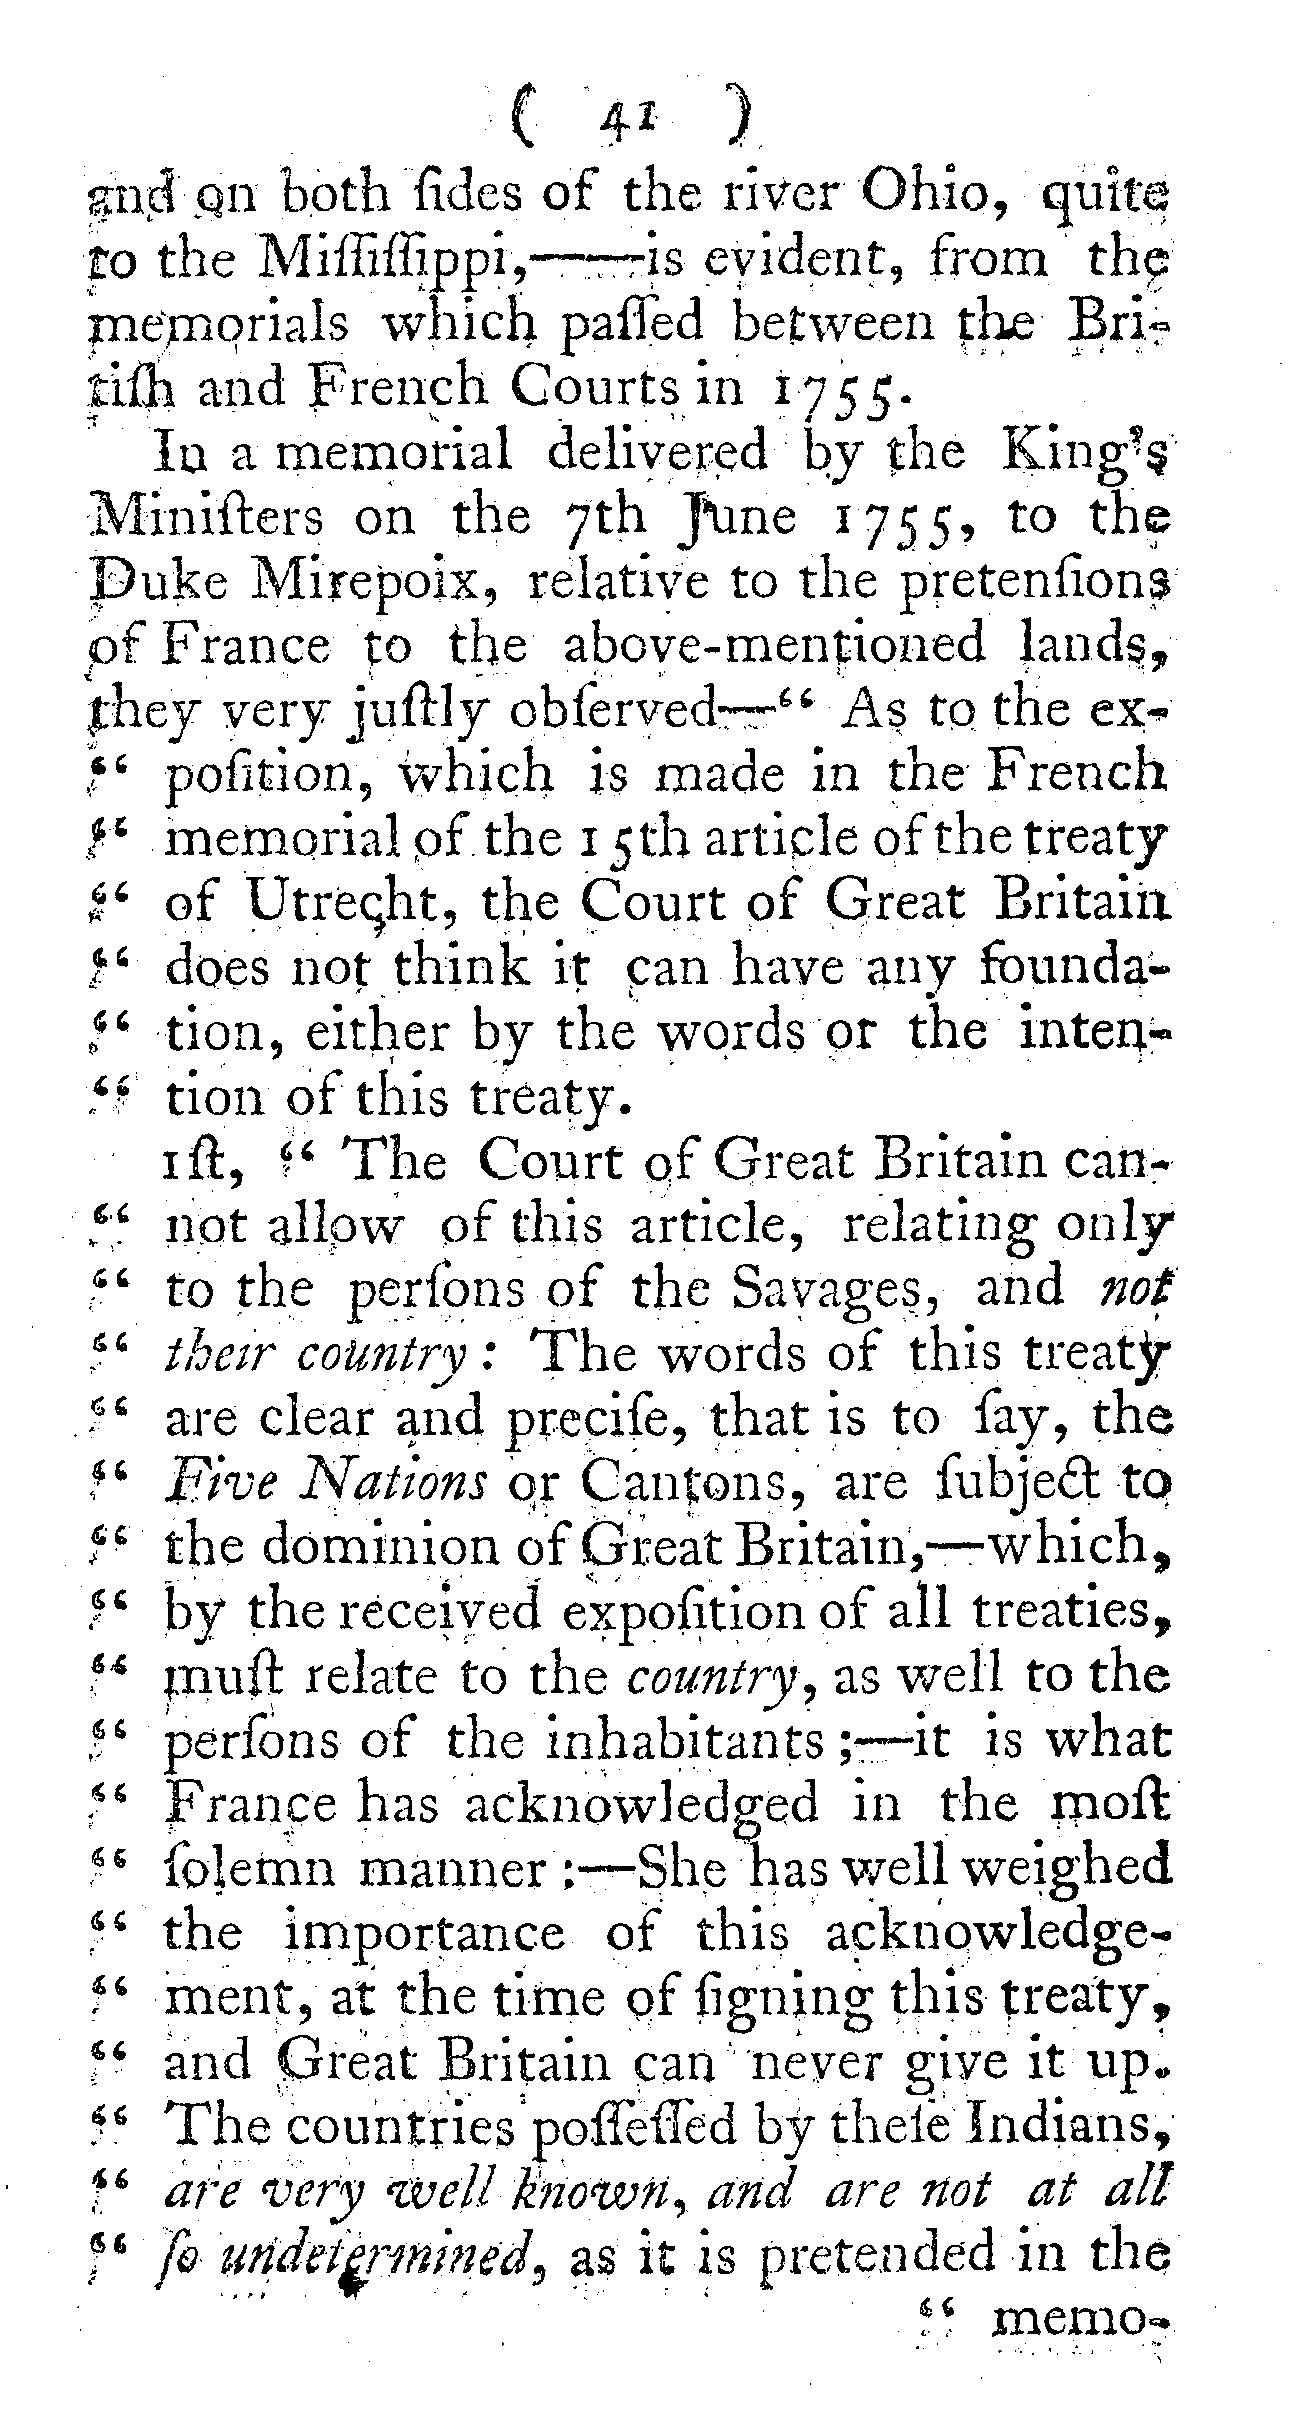 ( 41 )
and on both ſides of the river Ohio, quite
to the Miſſiſſippi,——is evident, from the
memorials which paſſed between the Bri-
tiſh and French Courts in 1755.
In a memorial delivered by the King's
Miniſters on the 7th June 1755, to the
Duke Mirepoix, relative to the pretenſions
of France to the above-mentioned lands,
they very juſtly obſerved—“ As to the ex-
“ poſition, which is made in the French
“ memorial of the 15th article of the treaty
“ of Utrecht, the Court of Great Britain
“ does not think it can have any founda-
“ tion, either by the words or the inten-
“ tion of this treaty.
1ſt, “ The Court of Great Britain can-
“ not allow of this article, relating only
“ to the perſons of the Savages, and not
“ their country : The words of this treaty
“ are clear and preciſe, that is to ſay, the
“ Five Nations or Cantons, are ſubject to
“ the dominion of Great Britain,—which,
“ by the received expoſition of all treaties,
“ muſt relate to the country, as well to the
“ perſons of the inhabitants ;—it is what
“ France has acknowledged in the moſt
“ ſolemn manner :—She has well weighed
“ the importance of this acknowledge-
“ ment, at the time of ſigning this treaty,
“ and Great Britain can never give it up.
“ The countries poſſeſſed by theſe Indians,
“ are very well known, and are not at all
“ ſo undetermined, as it is pretended in the
“ memo-